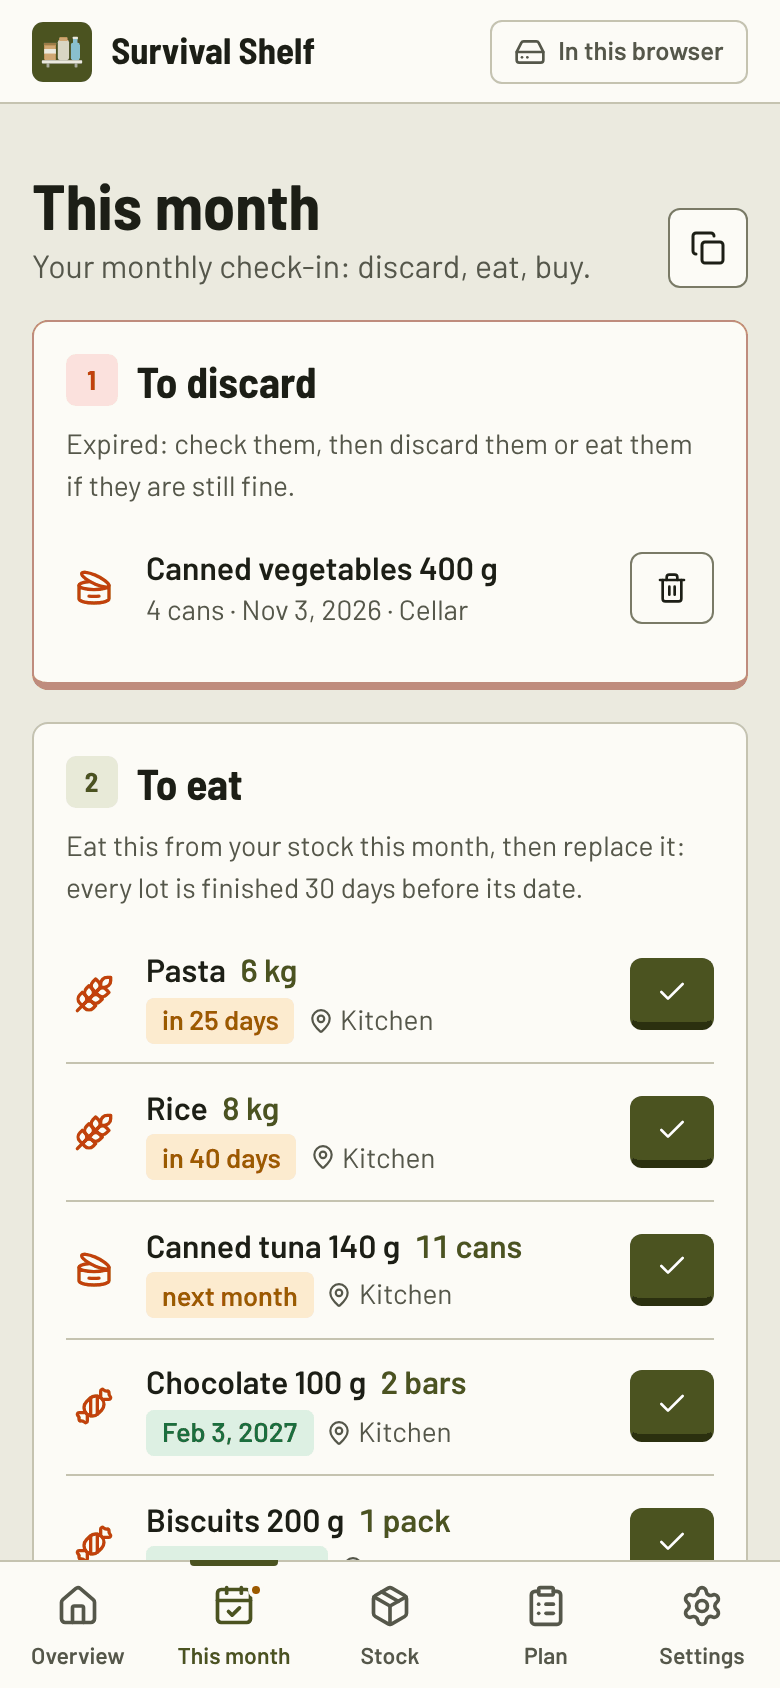 Survival Shelf
In this browser
This month
Your monthly check-in: discard, eat, buy.
1
To discard
Expired: check them, then discard them or eat them
if they are still fine.
Canned vegetables 400 g
4 cans · Nov 3, 2026 · Cellar
2
To eat
Eat this from your stock this month, then replace it:
every lot is finished 30 days before its date.
Pasta 6 kg
in 25 days Kitchen
Rice 8 kg
in 40 days Kitchen
Canned tuna 140 g 11 cans
next month Kitchen
Chocolate 100 g 2 bars
Feb 3, 2027 Kitchen
Biscuits 200 g 1 pack
Overview
This month
Stock
Plan
Settings